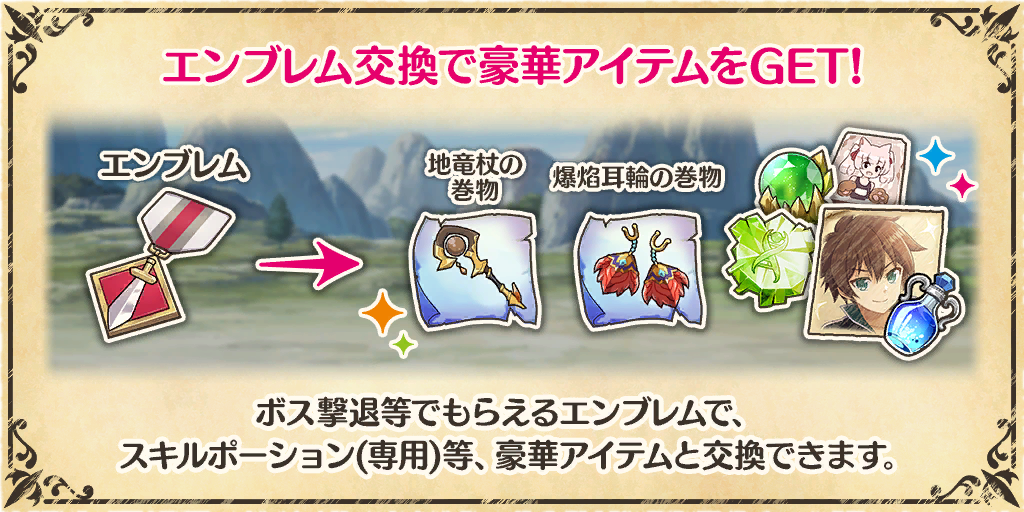 エンブレム交換で豪華アイテムをGET!
エンブレム
地竜杖の
巻物
爆焔耳輪の巻物
ボス撃退等でもらえるエンブレムで、
スキルポーション(専用)等、豪華アイテムと交換できます。